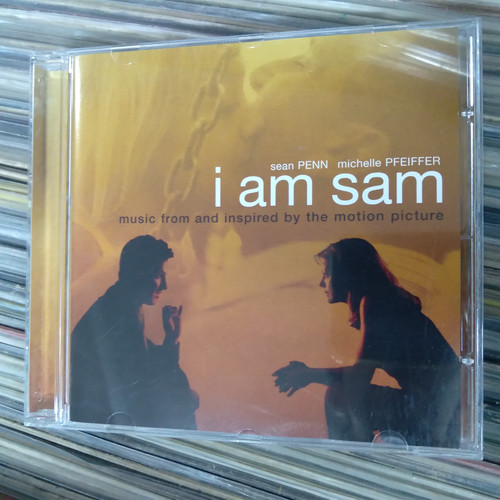 sean PENN michelle PFEIFFER
i am sam
music from and inspired by the motion picture